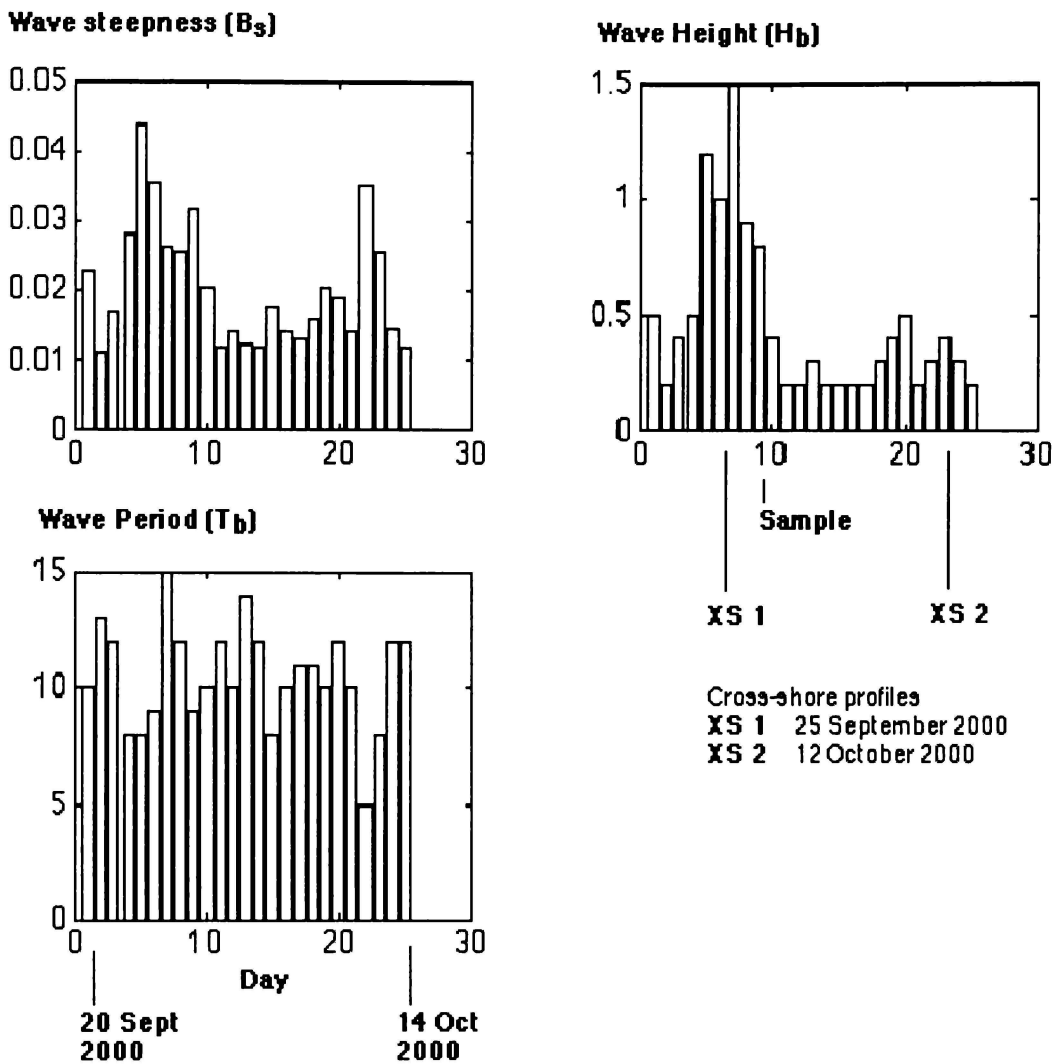 Wave steepness (Bs)
0.05
0.04
0.03
0.02
0.01
0
0 10 20 30
Wave Height (Hb)
1.5
1
0.5
0
0 10 20 30
Sample
XS 1 XS 2
Cross-shore profiles
XS 1 25 September 2000
XS 2 12 October 2000
Wave Period (Tb)
15
10
5
0
0 10 20 30
Day
20 Sept
2000
14 Oct
2000